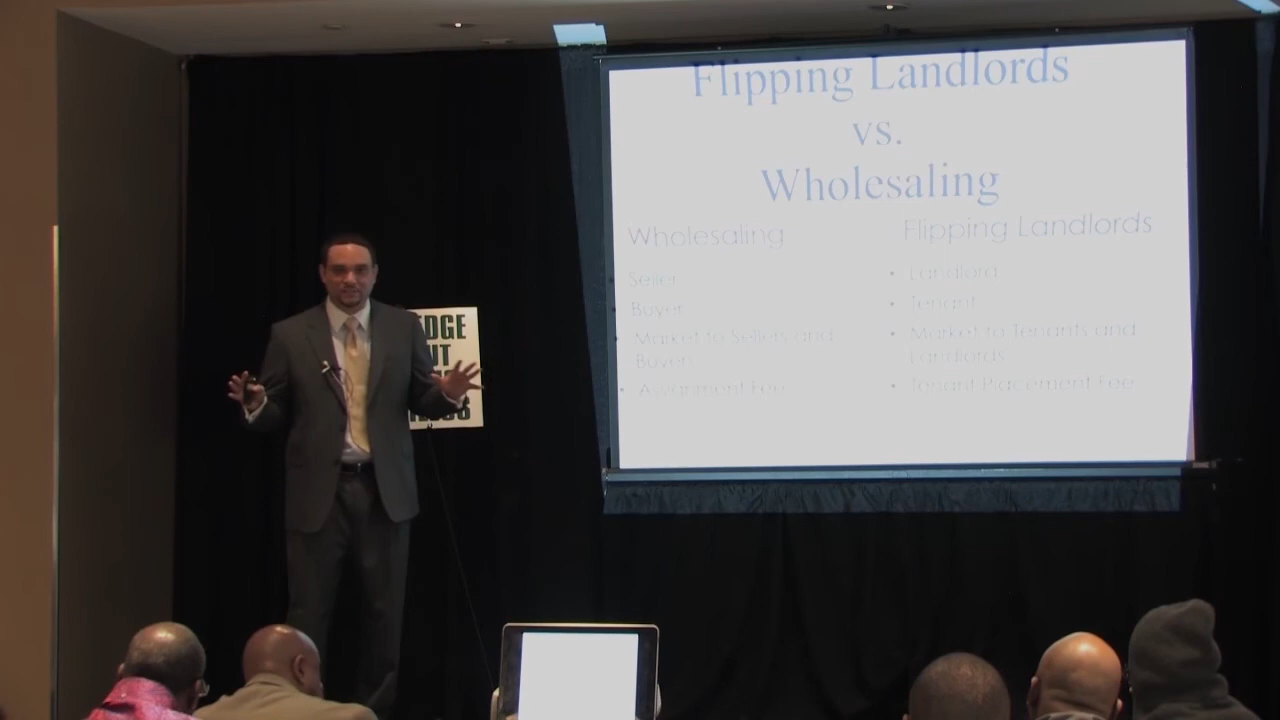 Flipping Landlords
vs.
Wholesaling
Wholesaling
• Seller
• Buyer
• Market to Sellers and
Buyers
• Assignment Fee
Flipping Landlords
• Landlord
• Tenant
• Market to Tenants and
Landlords
• Tenant Placement Fee
EDGE